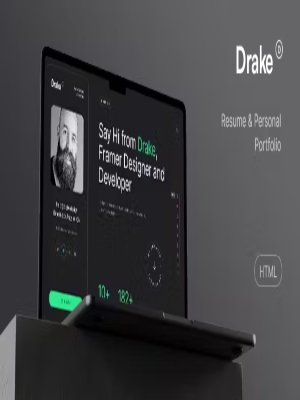 Drake
Resume & Personal
Portfolio
HTML
Drake
Say Hi from Drake,
Framer Designer and
Developer
10+ 182+